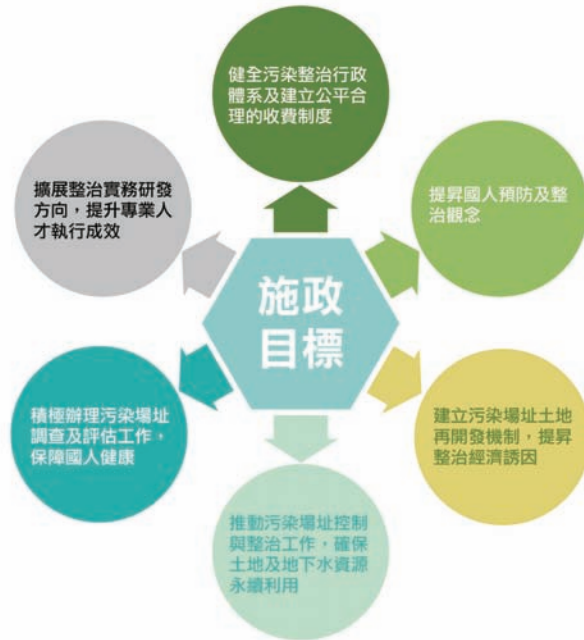 健全污染整治行政
體系及建立公平合
理的收費制度
擴展整治實務研發
方向，提升專業人
才執行成效
提昇國人預防及整
治觀念
施政
目標
積極辦理污染場址
調查及評估工作，
保障國人健康
建立污染場址土地
再開發機制，提昇
整治經濟誘因
推動污染場址控制
與整治工作，確保
土地及地下水資源
永續利用